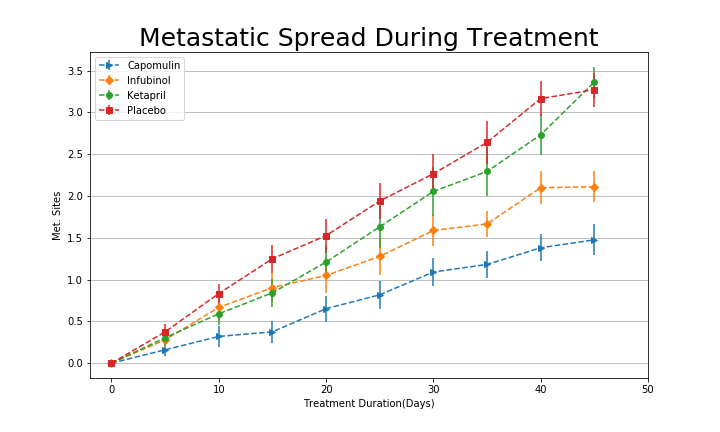 Metastatic Spread During Treatment
Capomulin
Infubinol
Ketapril
Placebo
3.5
3.0
2.5
2.0
1.5
1.0
0.5
0.0
Met. Sites
0 10 20 30 40 50
Treatment Duration(Days)